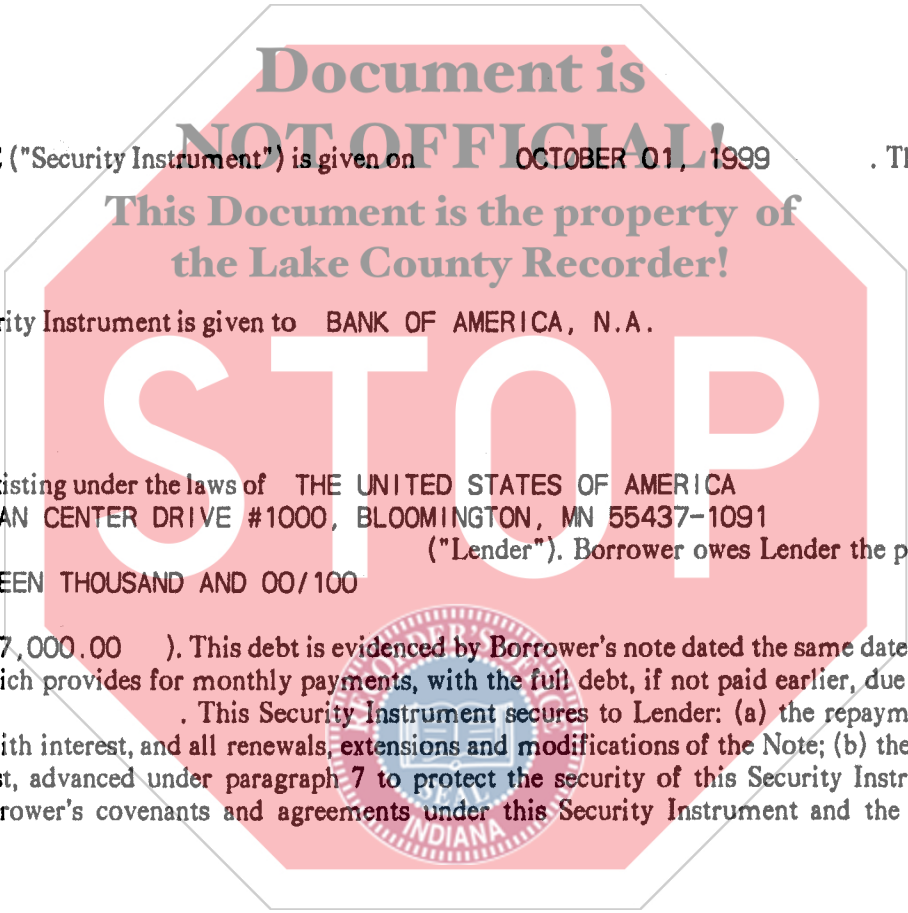 Document is
NOT OFFICIAL!
("Security Instrument") is given on OCTOBER 01, 1999 . Th
This Document is the property of
the Lake County Recorder!
rity Instrument is given to BANK OF AMERICA, N.A.
STOP
isting under the laws of THE UNITED STATES OF AMERICA
AN CENTER DRIVE #1000, BLOOMINGTON, MN 55437-1091
("Lender"). Borrower owes Lender the p
EEN THOUSAND AND 00/100
7,000.00 ). This debt is evidenced by Borrower's note dated the same date
ich provides for monthly payments, with the full debt, if not paid earlier, due
. This Security Instrument secures to Lender: (a) the repaym
ith interest, and all renewals, extensions and modifications of the Note; (b) the
st, advanced under paragraph 7 to protect the security of this Security Instr
rower's covenants and agreements under this Security Instrument and the
RECORDER'S OFFICE
SEAL
INDIANA